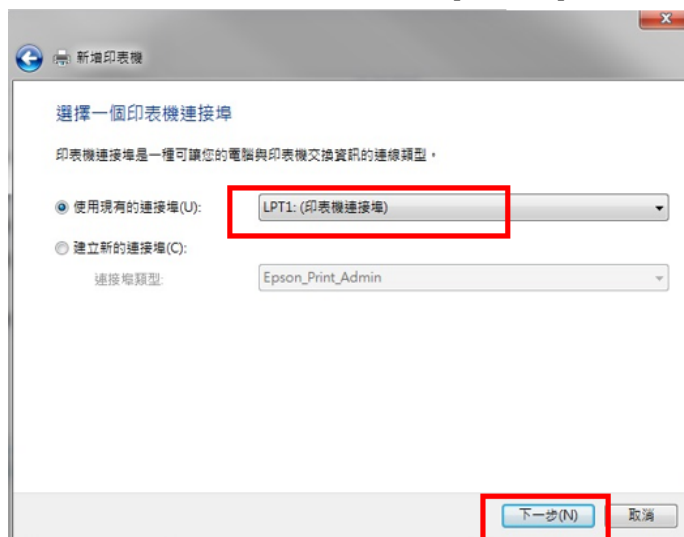 新增印表機
選擇一個印表機連接埠
印表機連接埠是一種可讓您的電腦與印表機交換資訊的連線類型。
使用現有的連接埠(U): LPT1: (印表機連接埠)
建立新的連接埠(C):
連接埠類型: Epson_Print_Admin
下一步(N) 取消